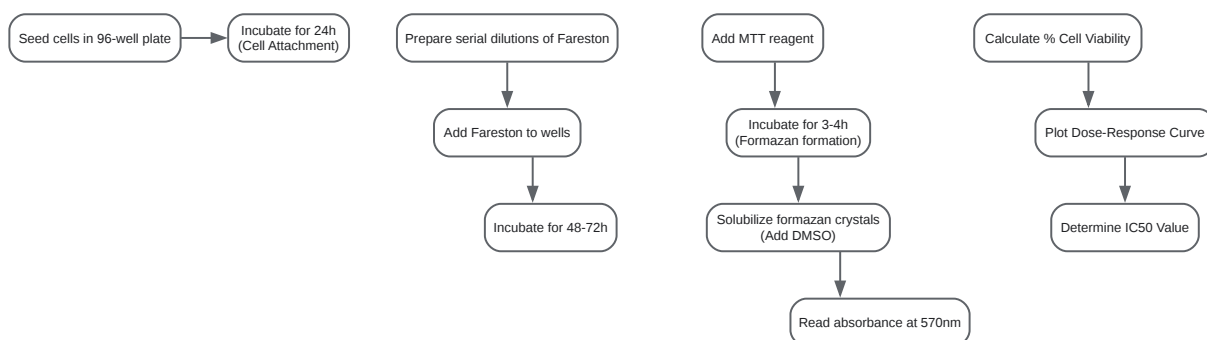 Seed cells in 96-well plate
Incubate for 24h
(Cell Attachment)
Prepare serial dilutions of Fareston
Add Fareston to wells
Incubate for 48-72h
Add MTT reagent
Incubate for 3-4h
(Formazan formation)
Solubilize formazan crystals
(Add DMSO)
Read absorbance at 570nm
Calculate % Cell Viability
Plot Dose-Response Curve
Determine IC50 Value